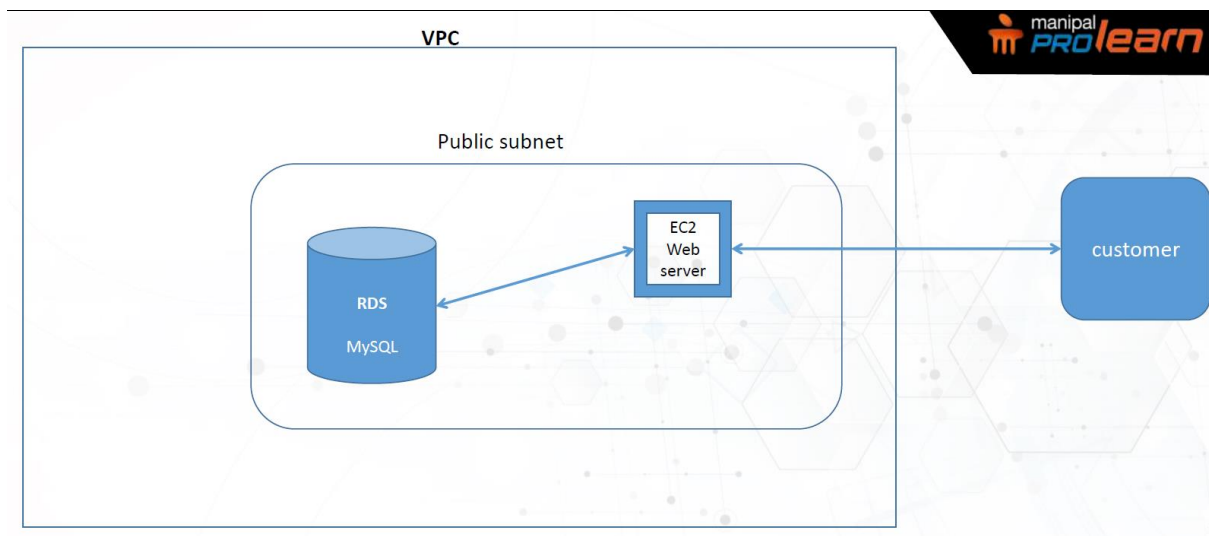 VPC
manipal
PROlearn
Public subnet
EC2
Web
server
customer
RDS
MySQL